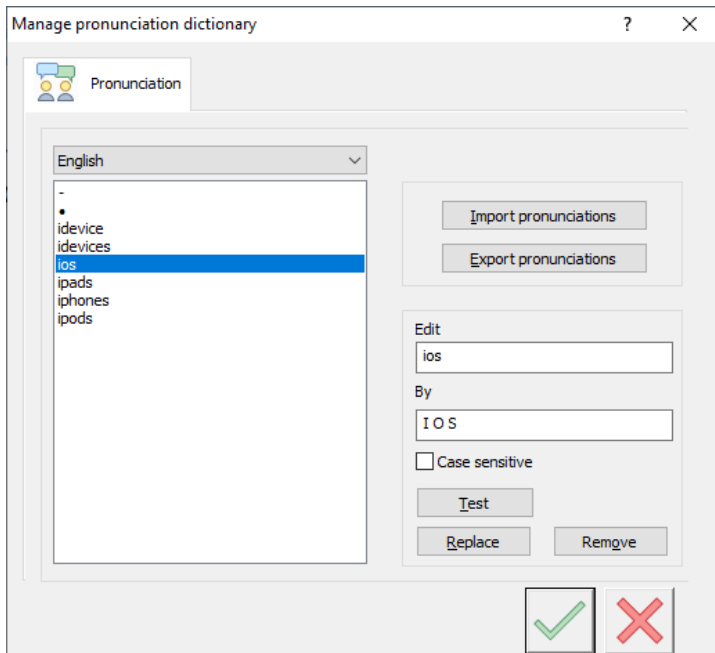 Manage pronunciation dictionary ?
Pronunciation
English
-
•
idevice
idevices
ios
ipads
iphones
ipods
Import pronunciations
Export pronunciations
Edit
ios
By
I O S
Case sensitive
Test
Replace Remove